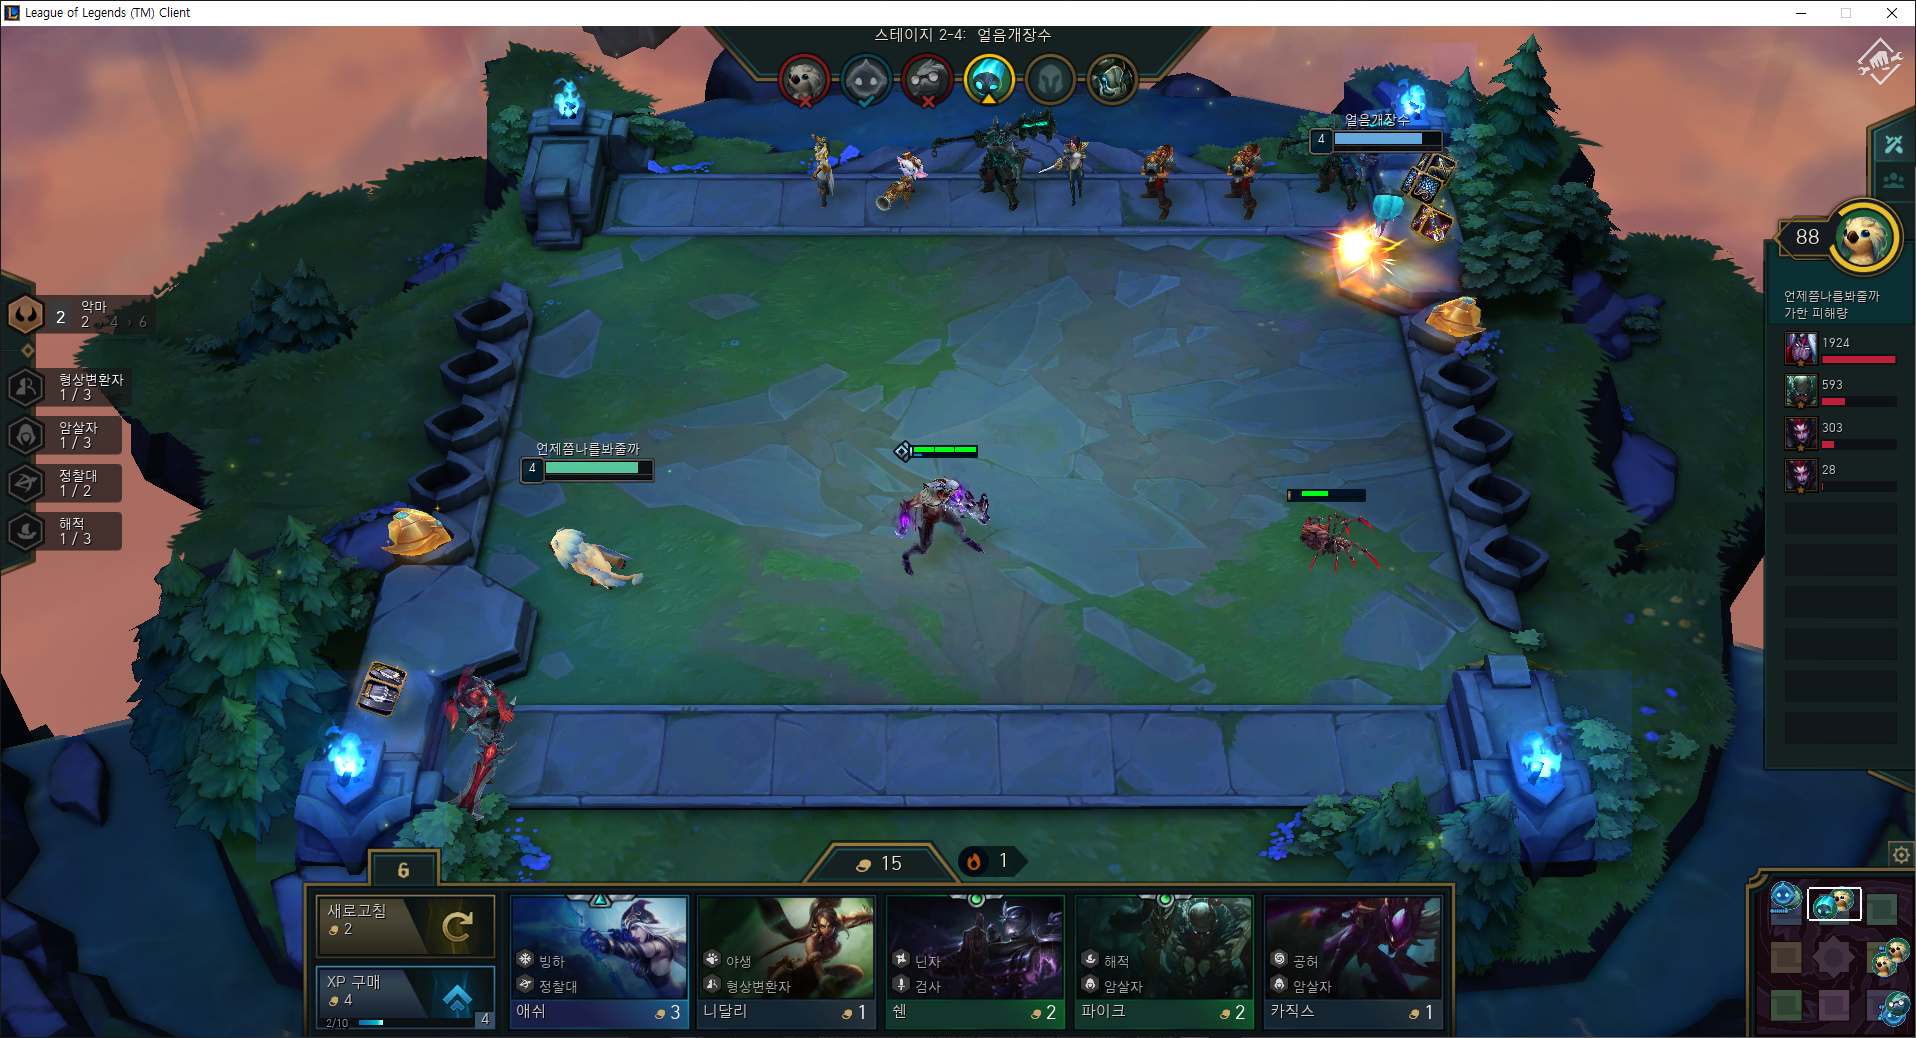 League of Legends (TM) Client
스테이지 2-4: 얼음개장수
얼음개장수
4
88
언제쯤나를봐줄까
가한 피해량
1924
593
303
28
2
악마
2 › 4 › 6
형상변환자
1 / 3
암살자
1 / 3
정찰대
1 / 2
해적
1 / 3
언제쯤나를봐줄까
4
6
15
1
새로고침
2
XP 구매
4
2/10
4
빙하
정찰대
애쉬
3
야생
형상변환자
니달리
1
닌자
검사
쉔
2
해적
암살자
파이크
2
공허
암살자
카직스
1